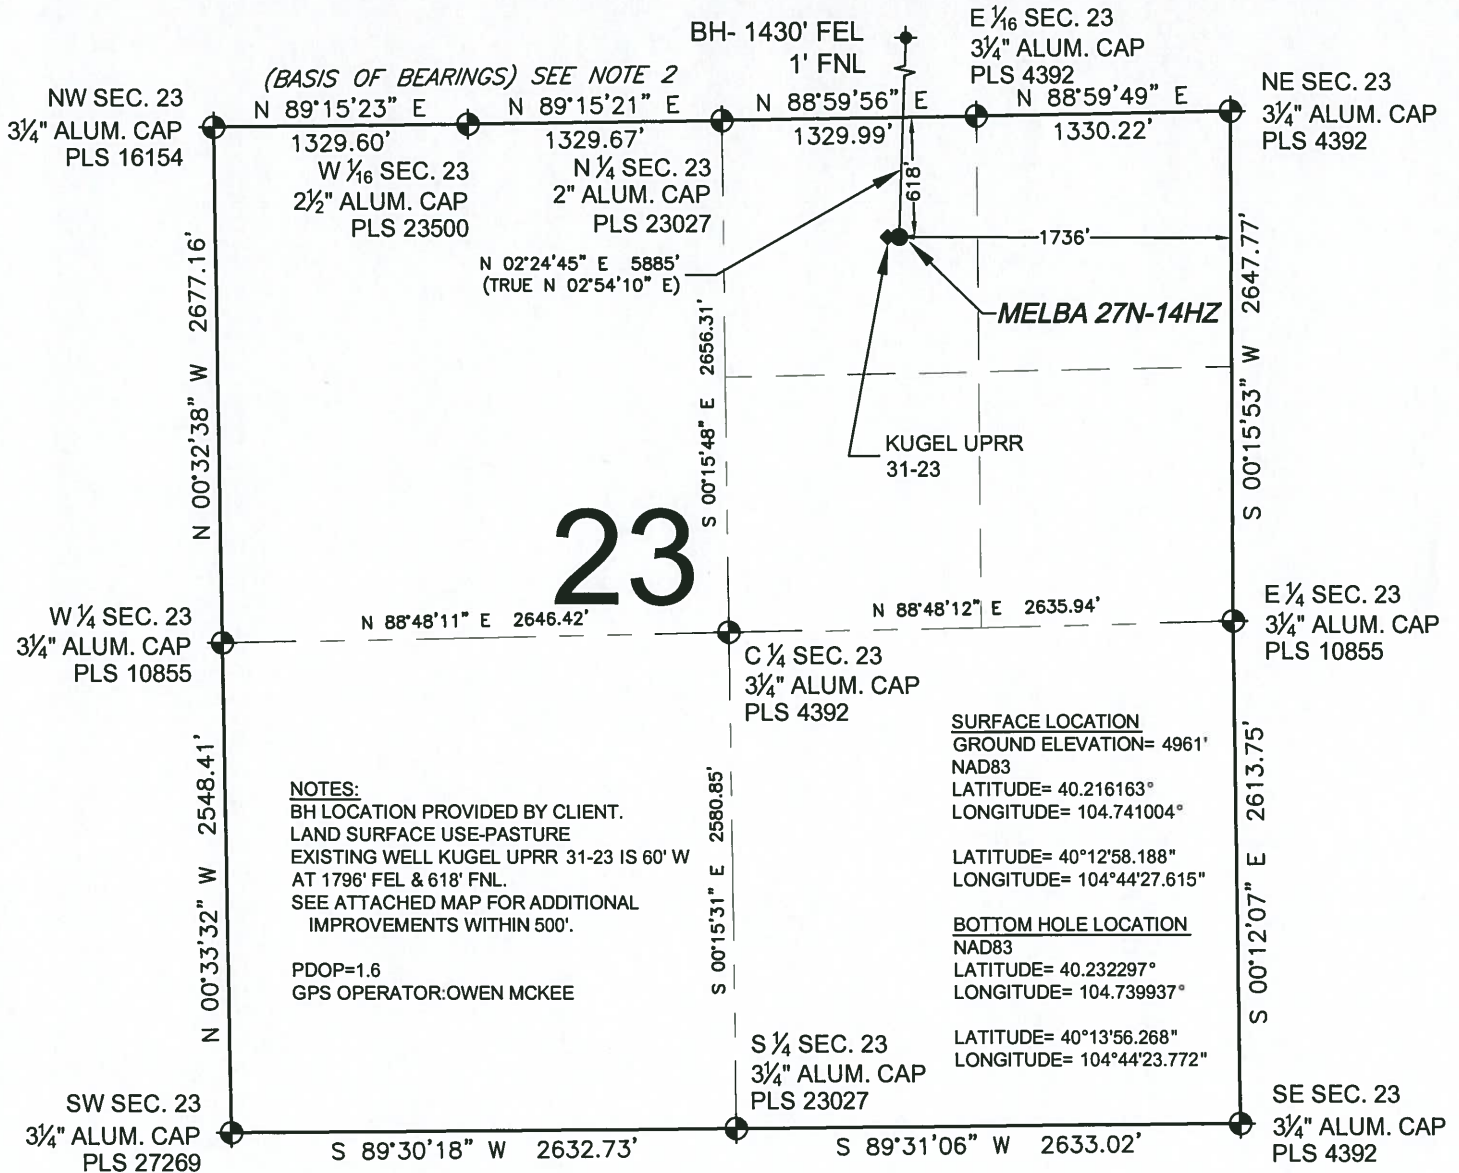 BH- 1430' FEL
1' FNL
E 1/16 SEC. 23
3¼" ALUM. CAP
PLS 4392
(BASIS OF BEARINGS) SEE NOTE 2
NW SEC. 23
3¼" ALUM. CAP
PLS 16154
N 89°15'23" E
1329.60'
N 89°15'21" E
1329.67'
N 88°59'56" E
1329.99'
N 88°59'49" E
1330.22'
NE SEC. 23
3¼" ALUM. CAP
PLS 4392
W 1/16 SEC. 23
2½" ALUM. CAP
PLS 23500
N ¼ SEC. 23
2" ALUM. CAP
PLS 23027
618'
1736'
N 02°24'45" E 5885'
(TRUE N 02°54'10" E)
MELBA 27N-14HZ
KUGEL UPRR
31-23
N 00°32'38" W 2677.16'
S 00°15'48" E 2656.31'
S 00°15'53" W 2647.77'
23
W ¼ SEC. 23
3¼" ALUM. CAP
PLS 10855
N 88°48'11" E 2646.42'
N 88°48'12" E 2635.94'
E ¼ SEC. 23
3¼" ALUM. CAP
PLS 10855
C ¼ SEC. 23
3¼" ALUM. CAP
PLS 4392
N 00°33'32" W 2548.41'
NOTES:
BH LOCATION PROVIDED BY CLIENT.
LAND SURFACE USE-PASTURE
EXISTING WELL KUGEL UPRR 31-23 IS 60' W
AT 1796' FEL & 618' FNL.
SEE ATTACHED MAP FOR ADDITIONAL
IMPROVEMENTS WITHIN 500'.
PDOP=1.6
GPS OPERATOR:OWEN MCKEE
S 00°15'31" E 2580.85'
SURFACE LOCATION
GROUND ELEVATION= 4961'
NAD83
LATITUDE= 40.216163°
LONGITUDE= 104.741004°
LATITUDE= 40°12'58.188"
LONGITUDE= 104°44'27.615"
BOTTOM HOLE LOCATION
NAD83
LATITUDE= 40.232297°
LONGITUDE= 104.739937°
LATITUDE= 40°13'56.268"
LONGITUDE= 104°44'23.772"
S 00°12'07" E 2613.75'
SW SEC. 23
3¼" ALUM. CAP
PLS 27269
S 89°30'18" W 2632.73'
S ¼ SEC. 23
3¼" ALUM. CAP
PLS 23027
S 89°31'06" W 2633.02'
SE SEC. 23
3¼" ALUM. CAP
PLS 4392